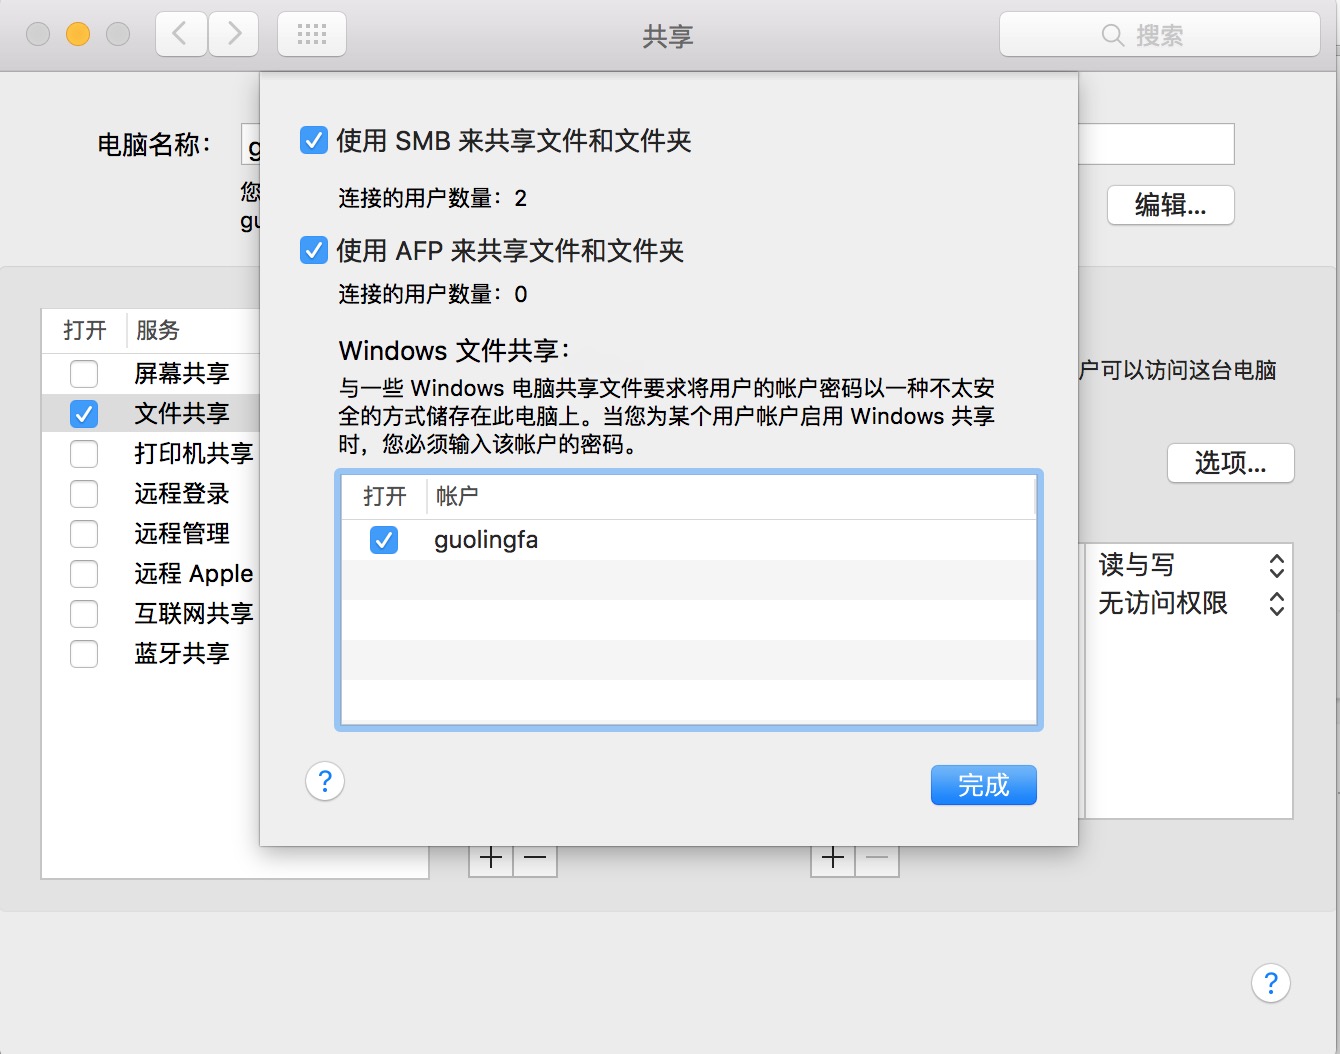 共享
搜索
电脑名称：
g
您
gu
编辑...
使用 SMB 来共享文件和文件夹
连接的用户数量：2
使用 AFP 来共享文件和文件夹
连接的用户数量：0
Windows 文件共享：
与一些 Windows 电脑共享文件要求将用户的帐户密码以一种不太安
全的方式储存在此电脑上。当您为某个用户帐户启用 Windows 共享
时，您必须输入该帐户的密码。
打开 帐户
guolingfa
?
完成
打开 服务
屏幕共享
文件共享
打印机共享
远程登录
远程管理
远程 Apple
互联网共享
蓝牙共享
户可以访问这台电脑
选项...
读与写
无访问权限
+ −
+ −
?